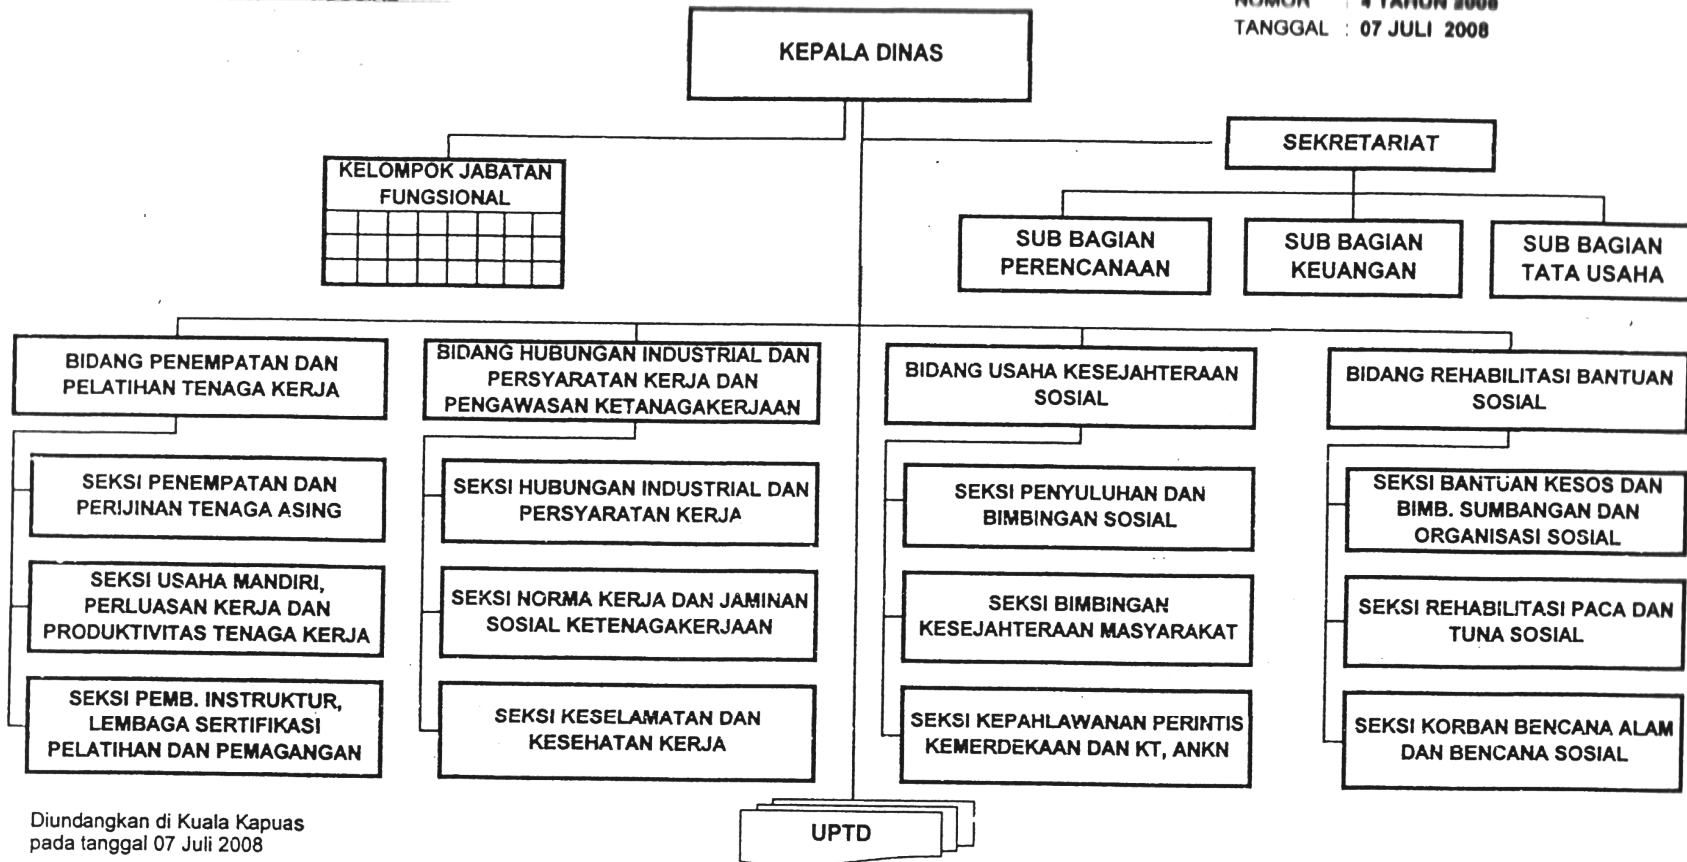 NOMOR : 4 TAHUN 2008
TANGGAL : 07 JULI 2008
KEPALA DINAS
SEKRETARIAT
KELOMPOK JABATAN
FUNGSIONAL
SUB BAGIAN
PERENCANAAN
SUB BAGIAN
KEUANGAN
SUB BAGIAN
TATA USAHA
BIDANG PENEMPATAN DAN
PELATIHAN TENAGA KERJA
BIDANG HUBUNGAN INDUSTRIAL DAN
PERSYARATAN KERJA DAN
PENGAWASAN KETANAGAKERJAAN
BIDANG USAHA KESEJAHTERAAN
SOSIAL
BIDANG REHABILITASI BANTUAN
SOSIAL
SEKSI PENEMPATAN DAN
PERIJINAN TENAGA ASING
SEKSI HUBUNGAN INDUSTRIAL DAN
PERSYARATAN KERJA
SEKSI PENYULUHAN DAN
BIMBINGAN SOSIAL
SEKSI BANTUAN KESOS DAN
BIMB. SUMBANGAN DAN
ORGANISASI SOSIAL
SEKSI USAHA MANDIRI,
PERLUASAN KERJA DAN
PRODUKTIVITAS TENAGA KERJA
SEKSI NORMA KERJA DAN JAMINAN
SOSIAL KETENAGAKERJAAN
SEKSI BIMBINGAN
KESEJAHTERAAN MASYARAKAT
SEKSI REHABILITASI PACA DAN
TUNA SOSIAL
SEKSI PEMB. INSTRUKTUR,
LEMBAGA SERTIFIKASI
PELATIHAN DAN PEMAGANGAN
SEKSI KESELAMATAN DAN
KESEHATAN KERJA
SEKSI KEPAHLAWANAN PERINTIS
KEMERDEKAAN DAN KT, ANKN
SEKSI KORBAN BENCANA ALAM
DAN BENCANA SOSIAL
UPTD
Diundangkan di Kuala Kapuas
pada tanggal 07 Juli 2008